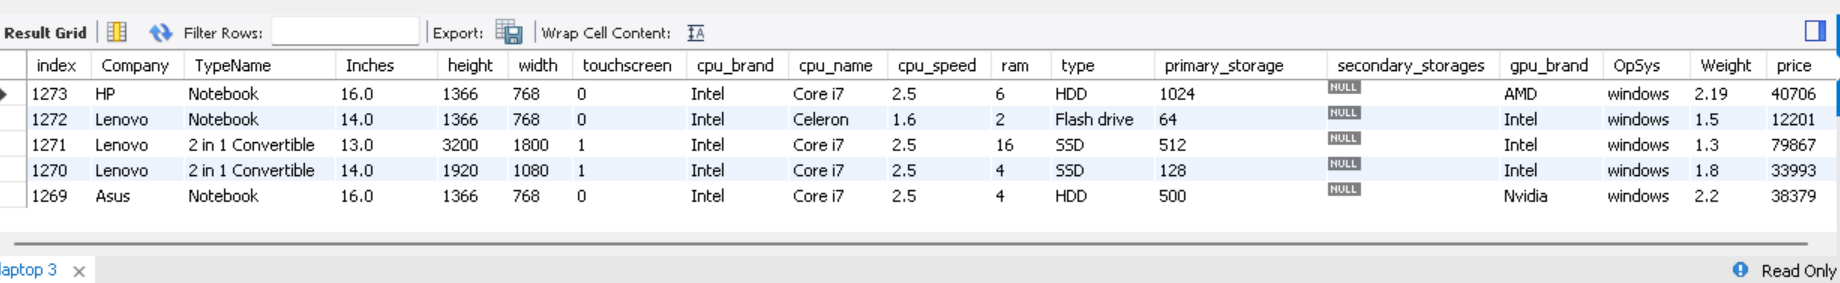 Result Grid Filter Rows: Export: Wrap Cell Content: IA
index Company TypeName Inches height width touchscreen cpu_brand cpu_name cpu_speed ram type primary_storage secondary_storages gpu_brand OpSys Weight price
1273 HP Notebook 16.0 1366 768 0 Intel Core i7 2.5 6 HDD 1024 NULL AMD windows 2.19 40706
1272 Lenovo Notebook 14.0 1366 768 0 Intel Celeron 1.6 2 Flash drive 64 NULL Intel windows 1.5 12201
1271 Lenovo 2 in 1 Convertible 13.0 3200 1800 1 Intel Core i7 2.5 16 SSD 512 NULL Intel windows 1.3 79867
1270 Lenovo 2 in 1 Convertible 14.0 1920 1080 1 Intel Core i7 2.5 4 SSD 128 NULL Intel windows 1.8 33993
1269 Asus Notebook 16.0 1366 768 0 Intel Core i7 2.5 4 HDD 500 NULL Nvidia windows 2.2 38379
laptop 3 Read Only